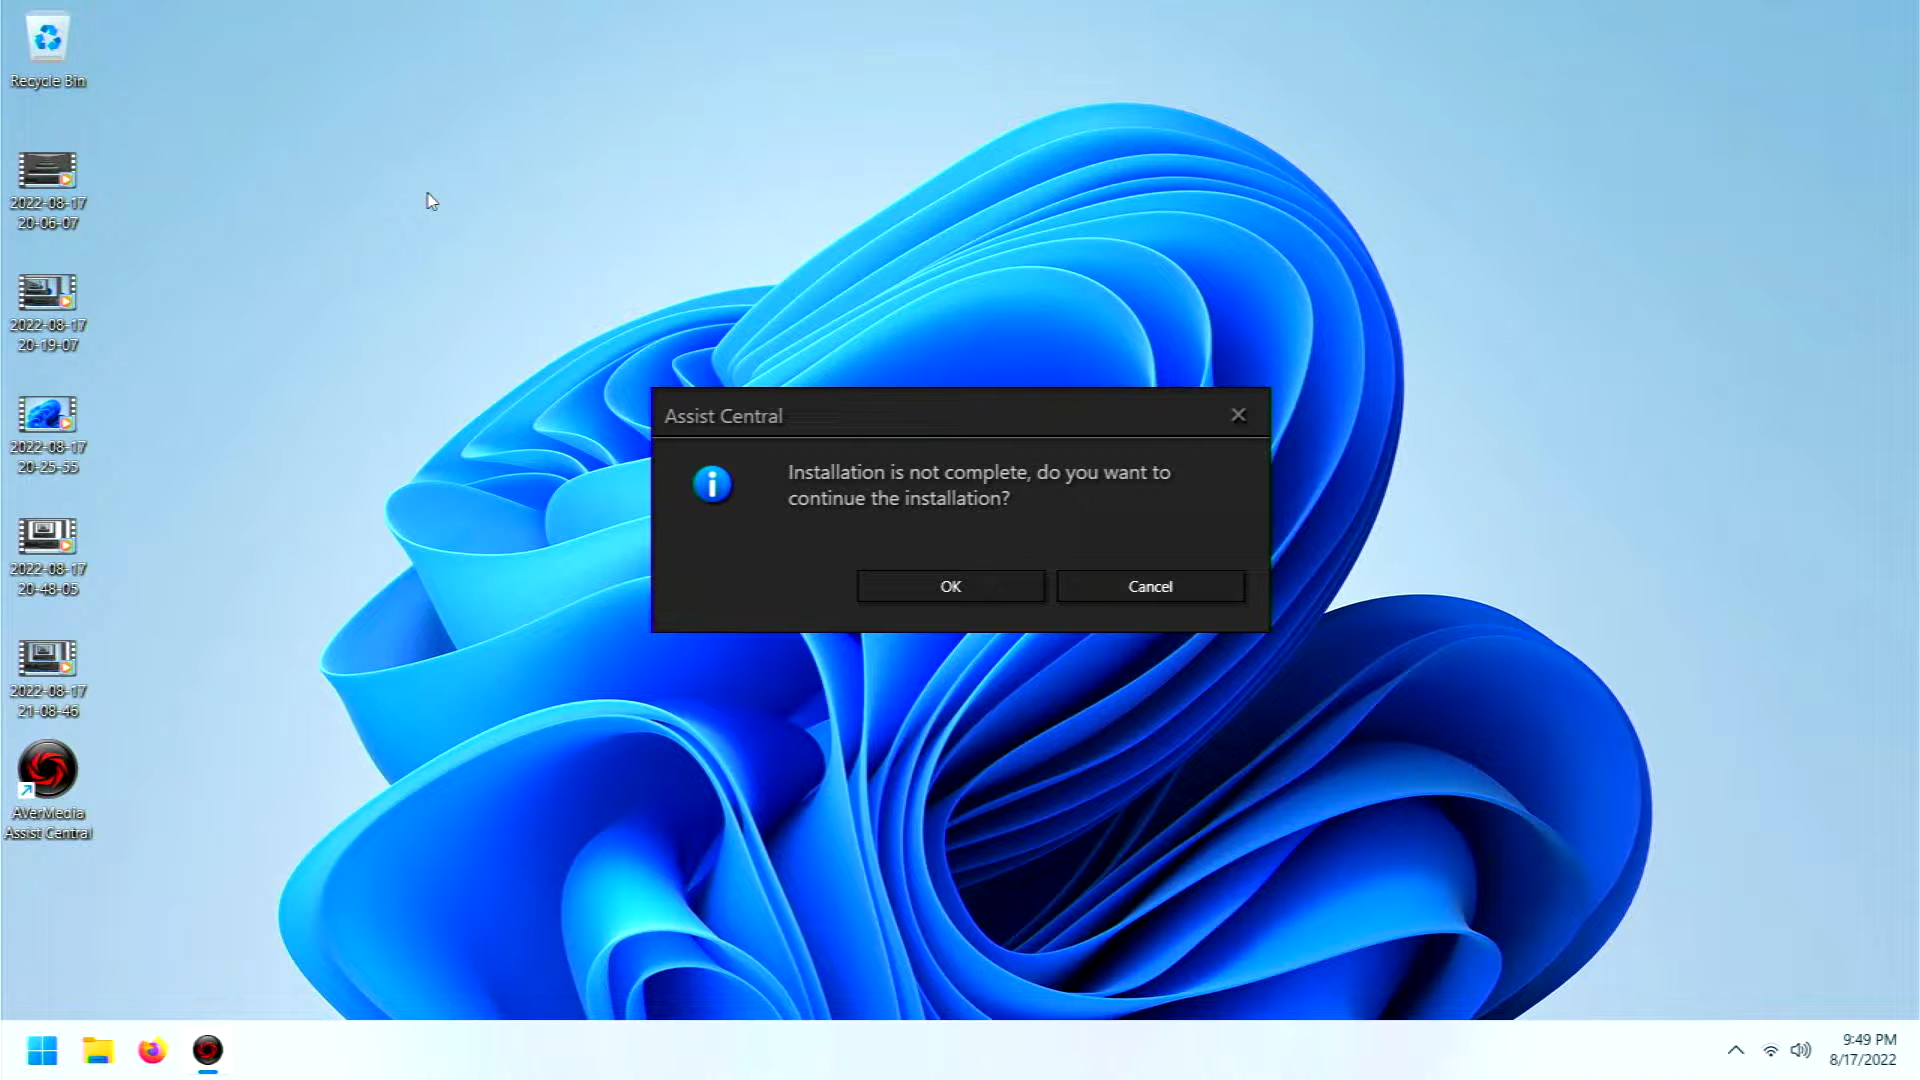 Recycle Bin
2022-08-17
20-06-07
2022-08-17
20-19-07
2022-08-17
20-25-55
2022-08-17
20-48-05
2022-08-17
21-08-46
AVerMedia
Assist Central
Assist Central
Installation is not complete, do you want to
continue the installation?
OK
Cancel
9:49 PM
8/17/2022